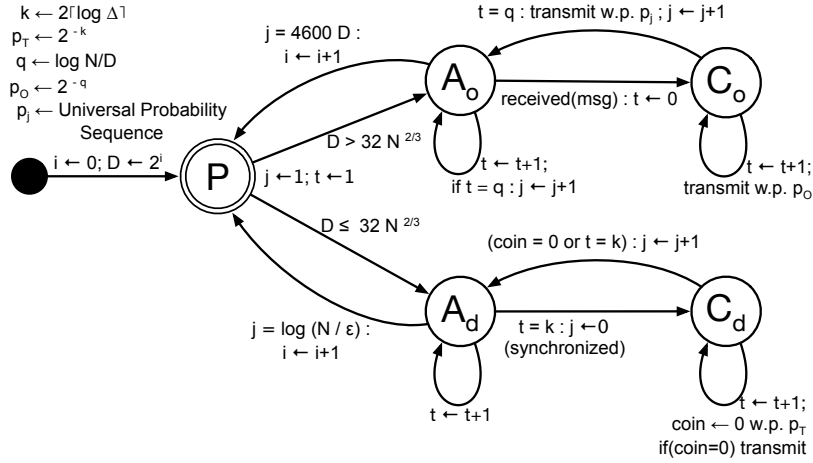 k ← 2⌈log Δ⌉
p_T ← 2^-k
q ← log N/D
p_O ← 2^-q
p_j ← Universal Probability
Sequence
i ← 0; D ← 2^i
P
j = 4600 D :
i ← i+1
D > 32 N^2/3
j ←1; t ←1
D ≤ 32 N^2/3
j = log (N / ε) :
i ← i+1
A_o
t ← t+1;
if t = q : j ← j+1
t = q : transmit w.p. p_j ; j ← j+1
received(msg) : t ← 0
C_o
t ← t+1;
transmit w.p. p_O
A_d
t ← t+1
(coin = 0 or t = k) : j ← j+1
t = k : j ←0
(synchronized)
C_d
t ← t+1;
coin ← 0 w.p. p_T
if(coin=0) transmit